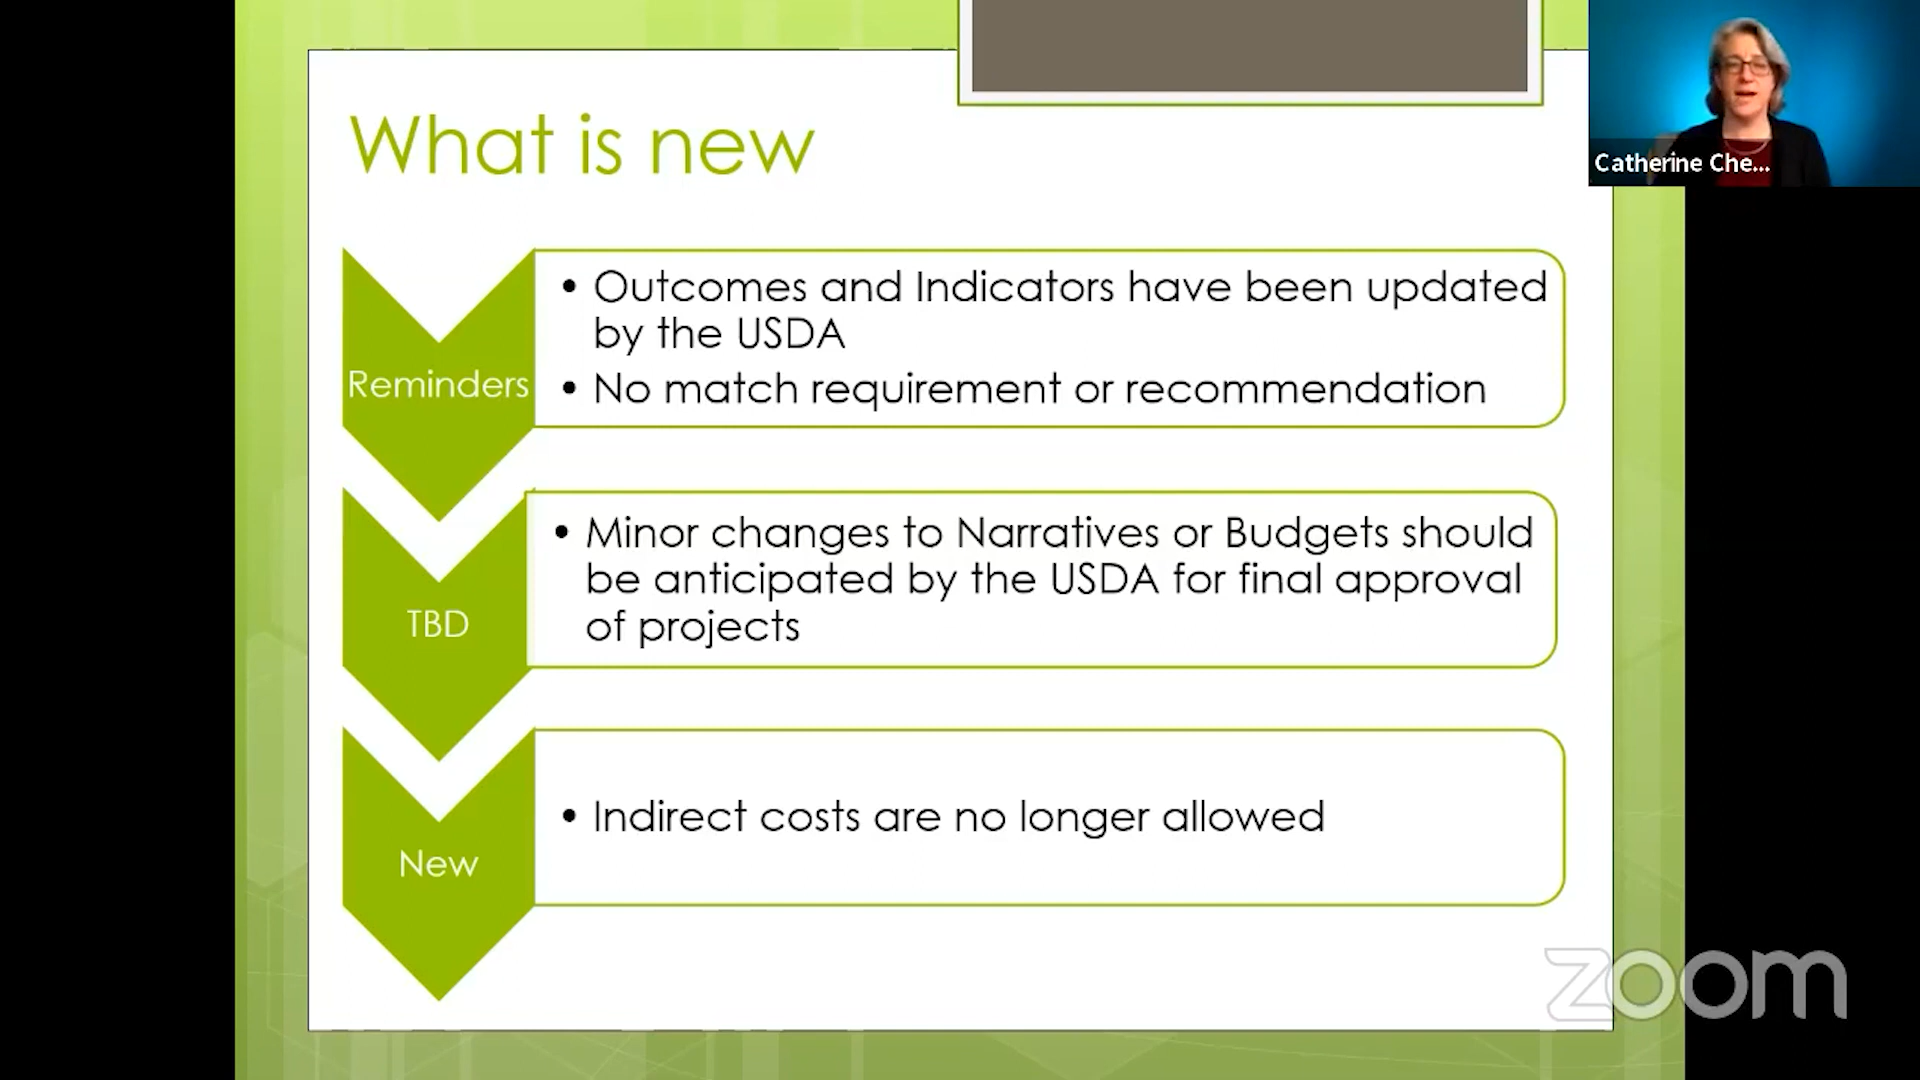 What is new
Catherine Che...
Reminders
• Outcomes and Indicators have been updated
by the USDA
• No match requirement or recommendation
TBD
• Minor changes to Narratives or Budgets should
be anticipated by the USDA for final approval
of projects
New
• Indirect costs are no longer allowed
zoom